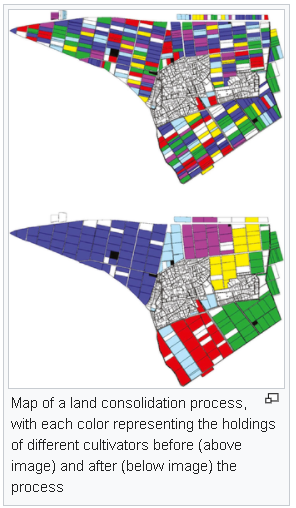 Map of a land consolidation process,
with each color representing the holdings
of different cultivators before (above
image) and after (below image) the
process